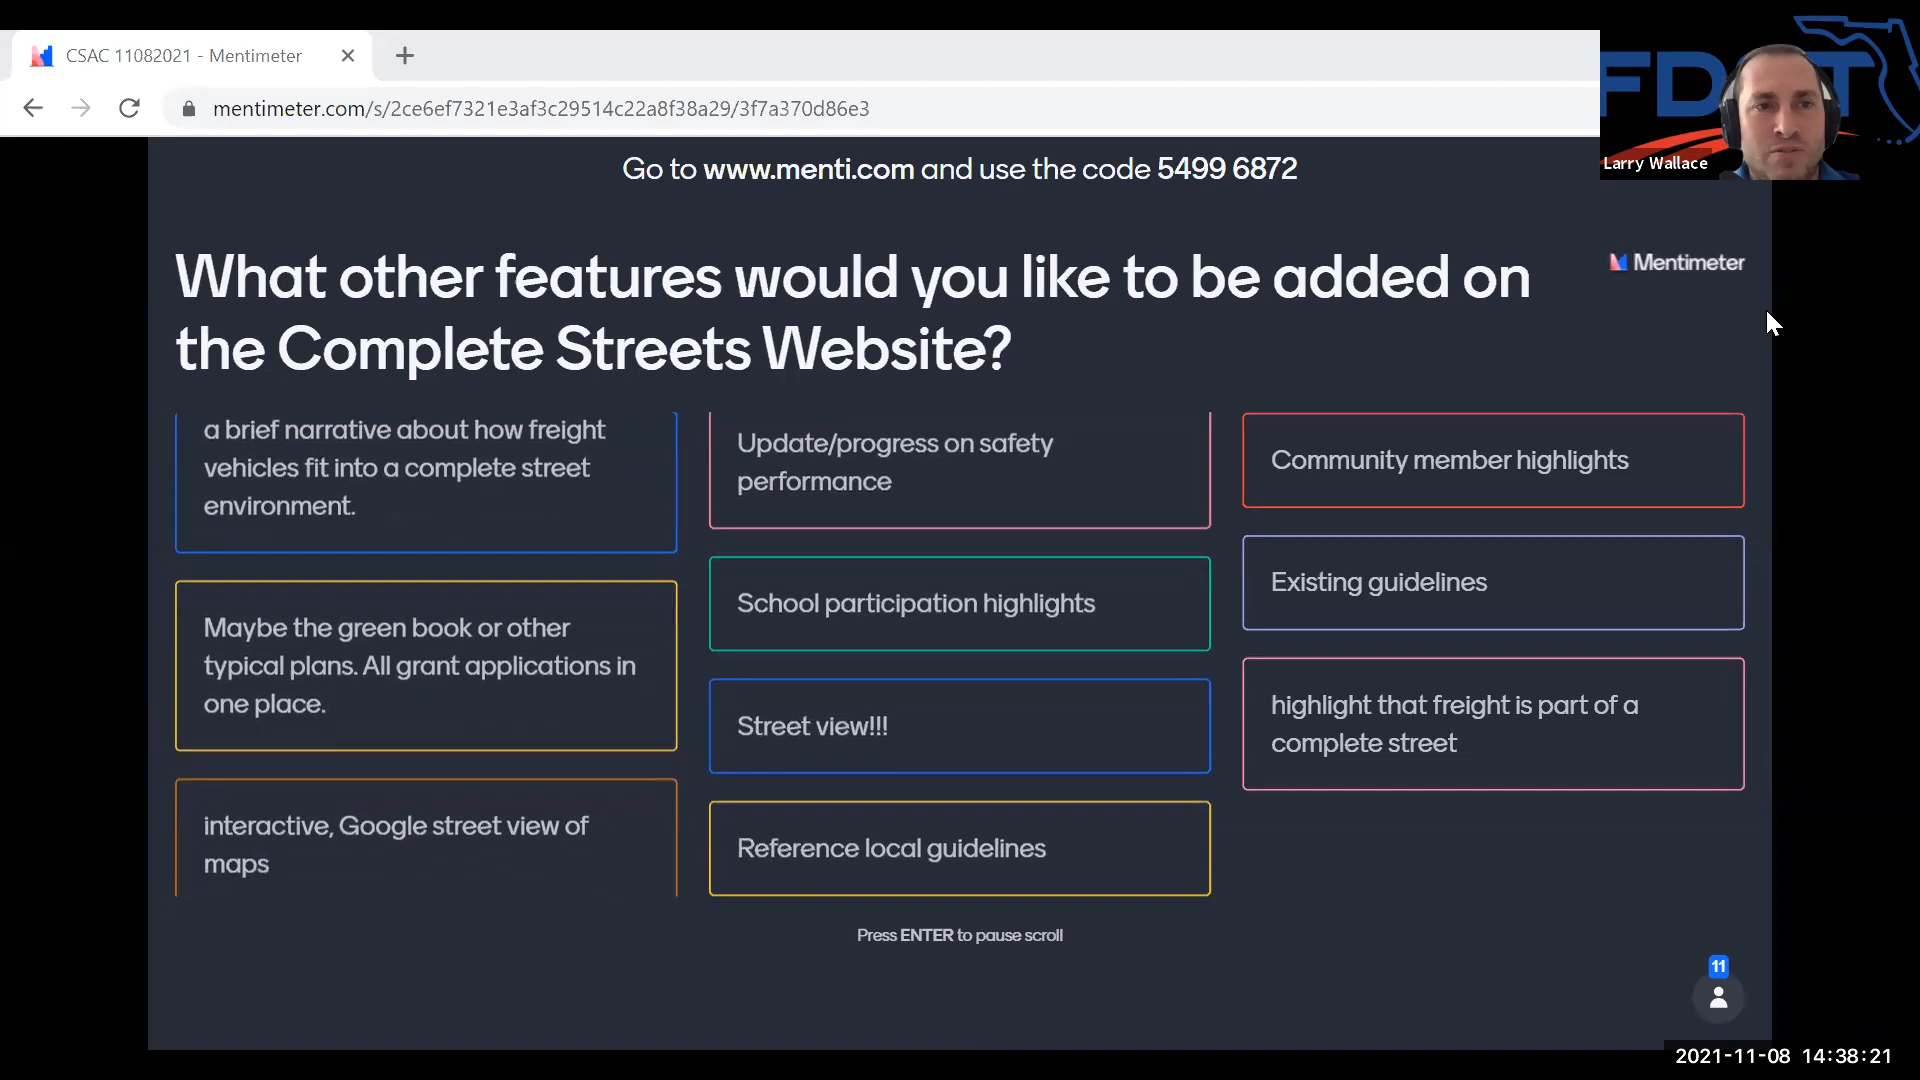 CSAC 11082021 - Mentimeter
mentimeter.com/s/2ce6ef7321e3af3c29514c22a8f38a29/3f7a370d86e3
FDOT
Larry Wallace
Go to www.menti.com and use the code 5499 6872
What other features would you like to be added on
the Complete Streets Website?
Mentimeter
a brief narrative about how freight
vehicles fit into a complete street
environment.
Maybe the green book or other
typical plans. All grant applications in
one place.
interactive, Google street view of
maps
Update/progress on safety
performance
School participation highlights
Street view!!!
Reference local guidelines
Community member highlights
Existing guidelines
highlight that freight is part of a
complete street
Press ENTER to pause scroll
11
2021-11-08 14:38:21